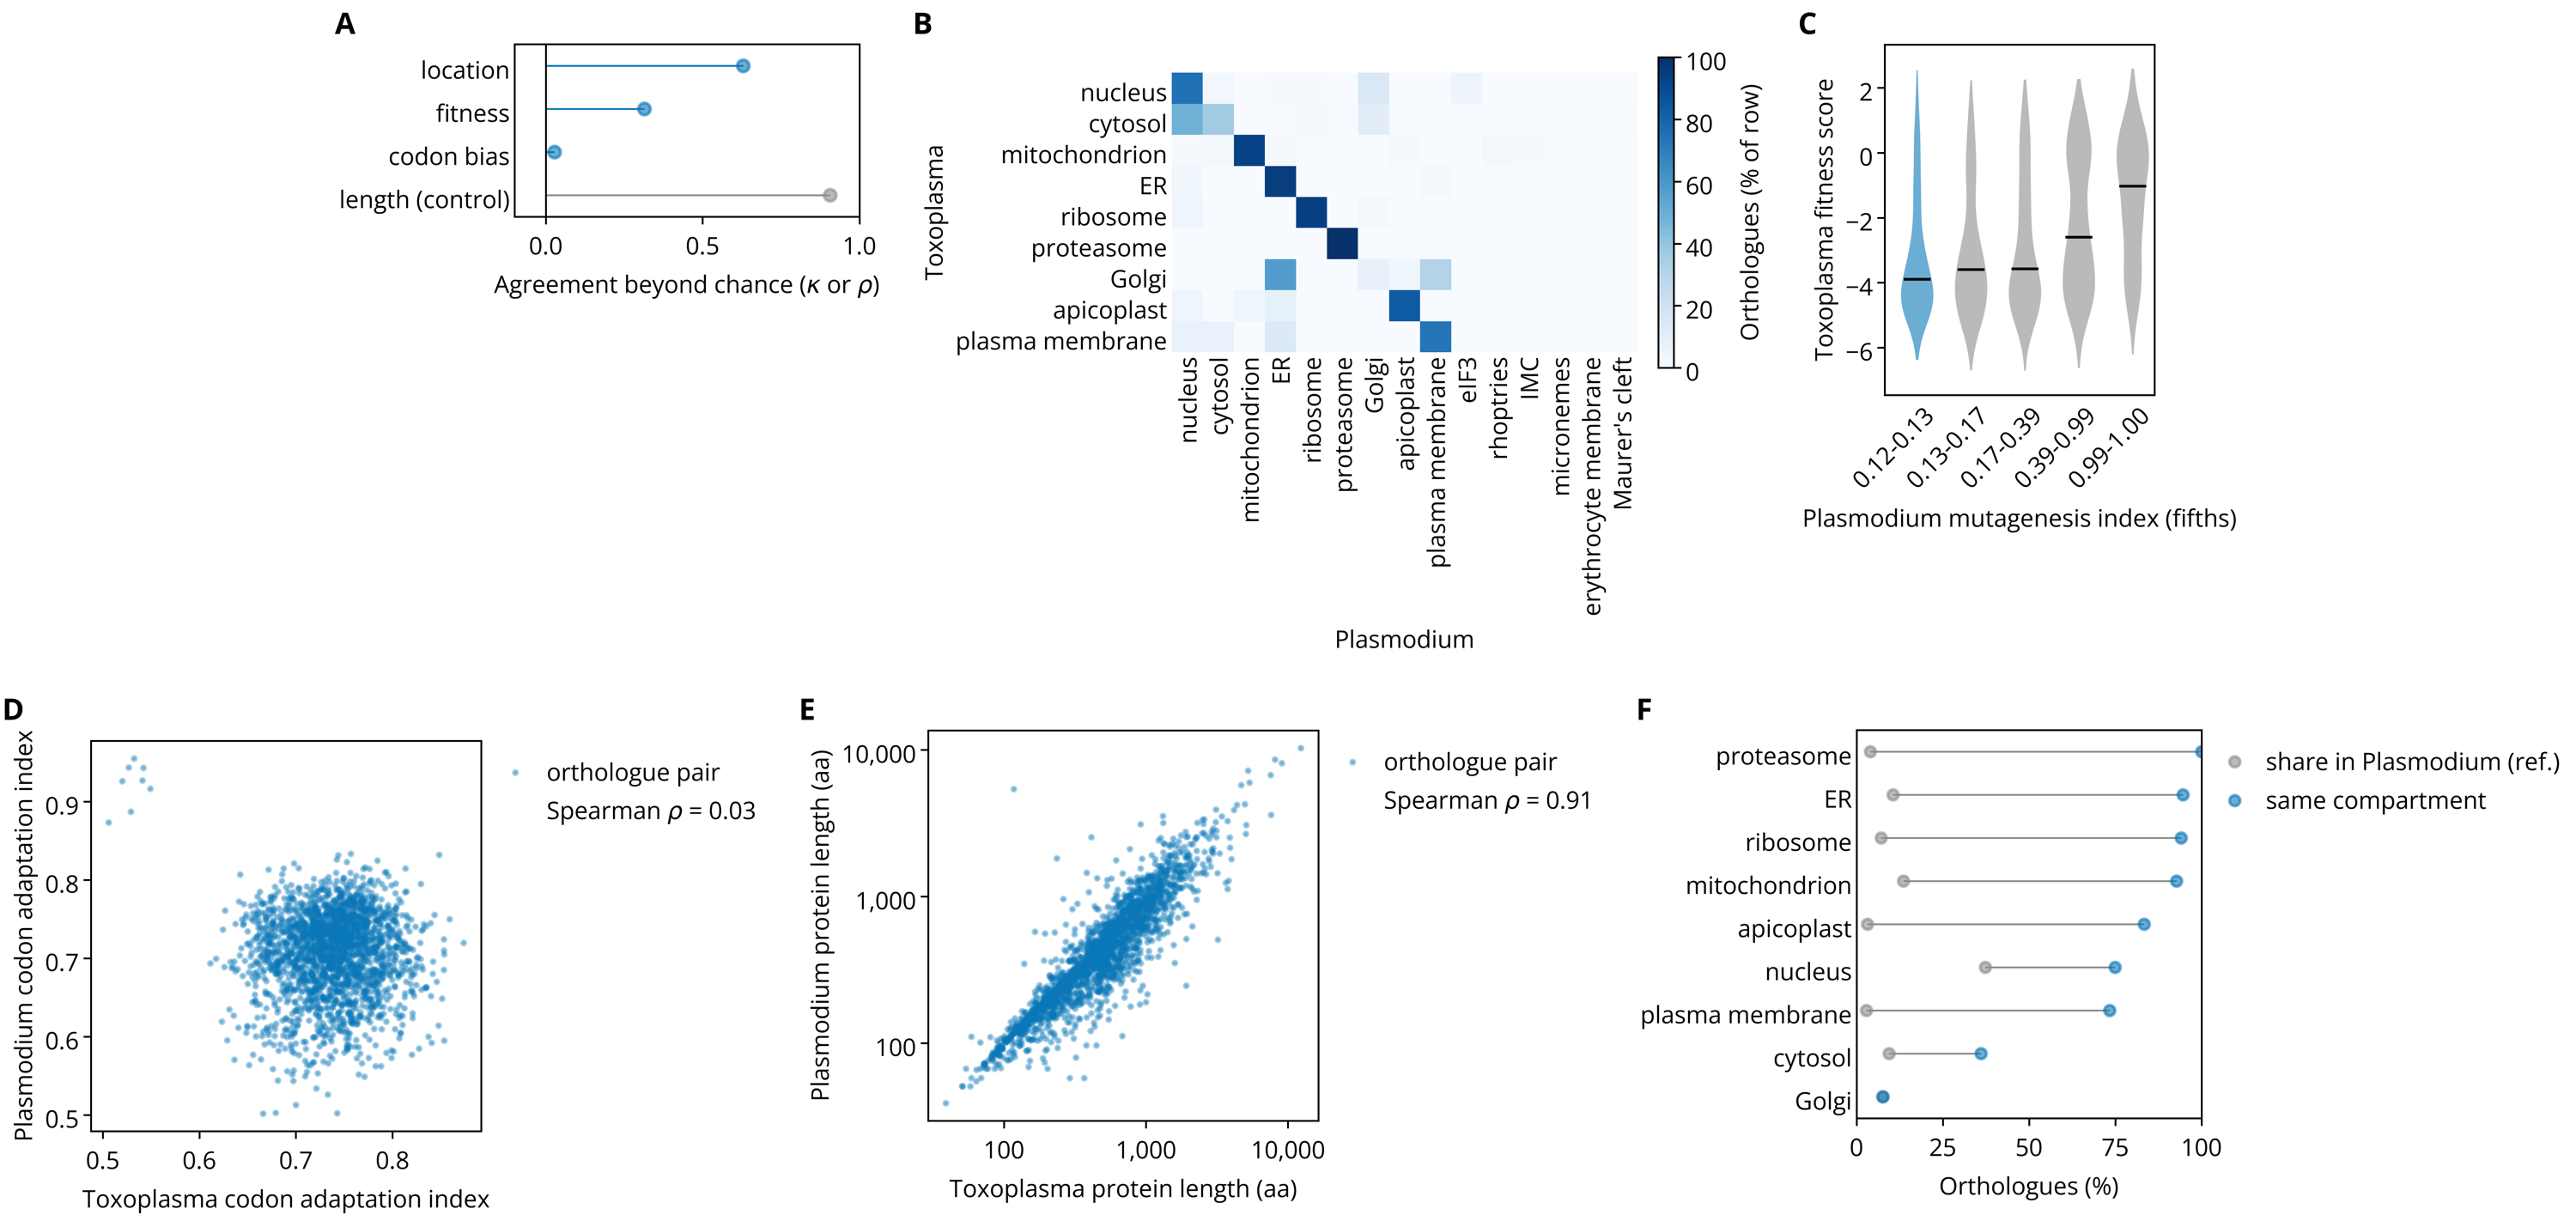 A
location
fitness
codon bias
length (control)
0.0
0.5
1.0
Agreement beyond chance (κ or ρ)
B
Toxoplasma
nucleus
cytosol
mitochondrion
ER
ribosome
proteasome
Golgi
apicoplast
plasma membrane
nucleus
cytosol
mitochondrion
ER
ribosome
proteasome
Golgi
apicoplast
plasma membrane
eIF3
rhoptries
IMC
micronemes
erythrocyte membrane
Maurer's cleft
Plasmodium
100
80
60
40
20
0
Orthologues (% of row)
C
Toxoplasma fitness score
2
0
−2
−4
−6
0.12-0.13
0.13-0.17
0.17-0.39
0.39-0.99
0.99-1.00
Plasmodium mutagenesis index (fifths)
D
Plasmodium codon adaptation index
0.9
0.8
0.7
0.6
0.5
0.5
0.6
0.7
0.8
Toxoplasma codon adaptation index
orthologue pair
Spearman ρ = 0.03
E
Plasmodium protein length (aa)
10,000
1,000
100
100
1,000
10,000
Toxoplasma protein length (aa)
orthologue pair
Spearman ρ = 0.91
F
proteasome
ER
ribosome
mitochondrion
apicoplast
nucleus
plasma membrane
cytosol
Golgi
0
25
50
75
100
Orthologues (%)
share in Plasmodium (ref.)
same compartment